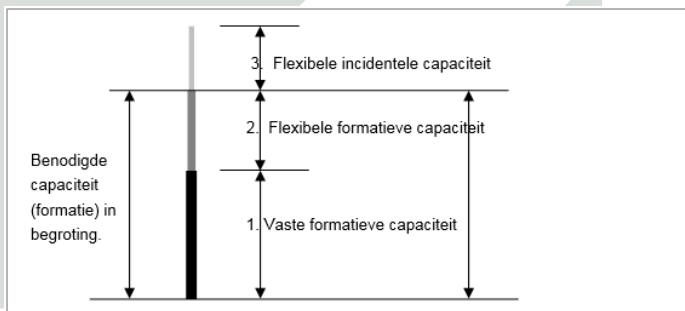 3. Flexibele incidentele capaciteit
2. Flexibele formatieve capaciteit
Benodigde
capaciteit
(formatie) in
begroting.
1. Vaste formatieve capaciteit